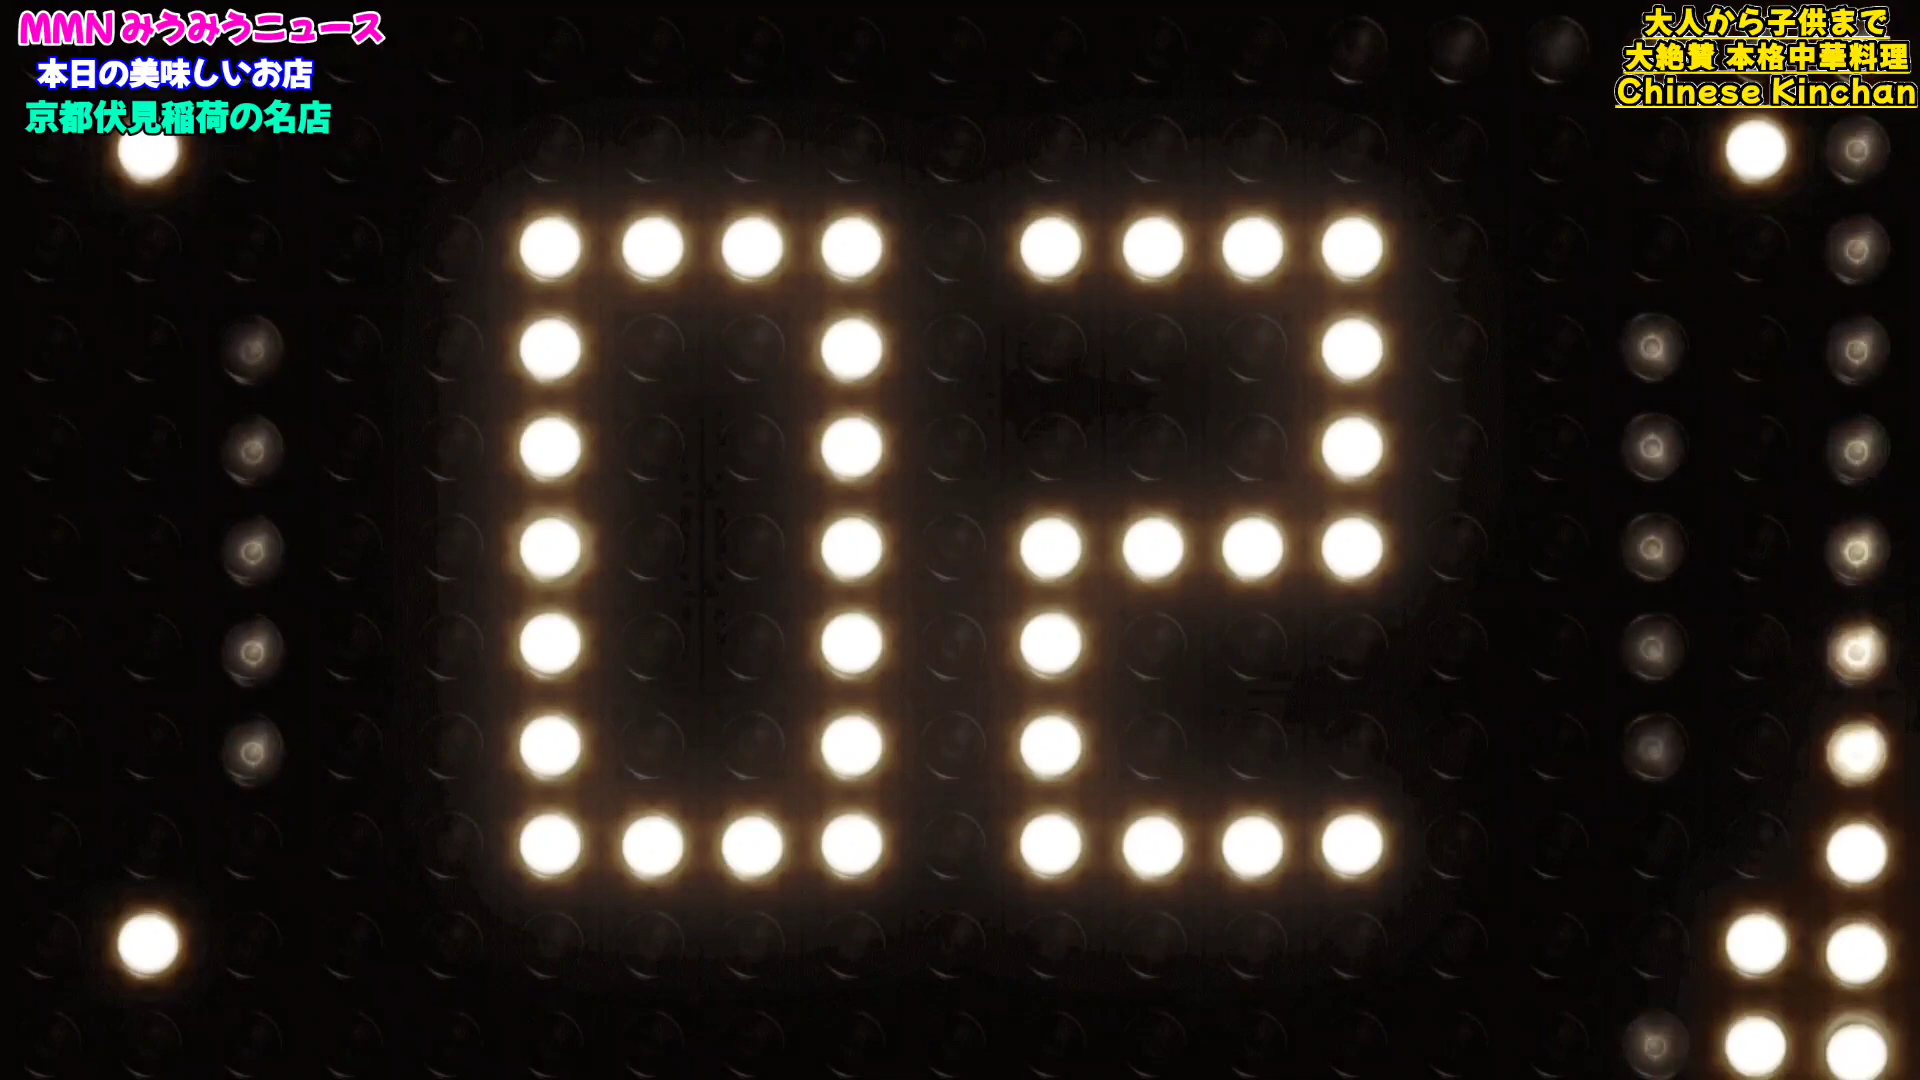 MMN みうみうニュース
本日の美味しいお店
京都伏見稲荷の名店
大人から子供まで
大絶賛 本格中華料理
Chinese Kinchan
02